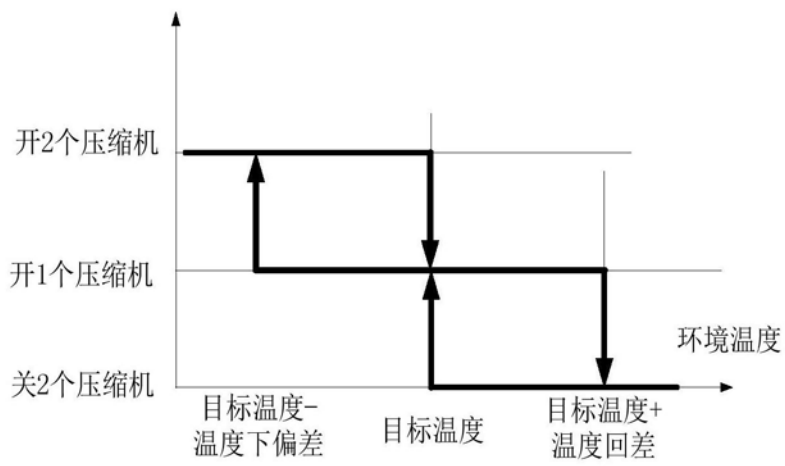 开2个压缩机
开1个压缩机
环境温度
关2个压缩机
目标温度-
温度下偏差
目标温度
目标温度+
温度回差